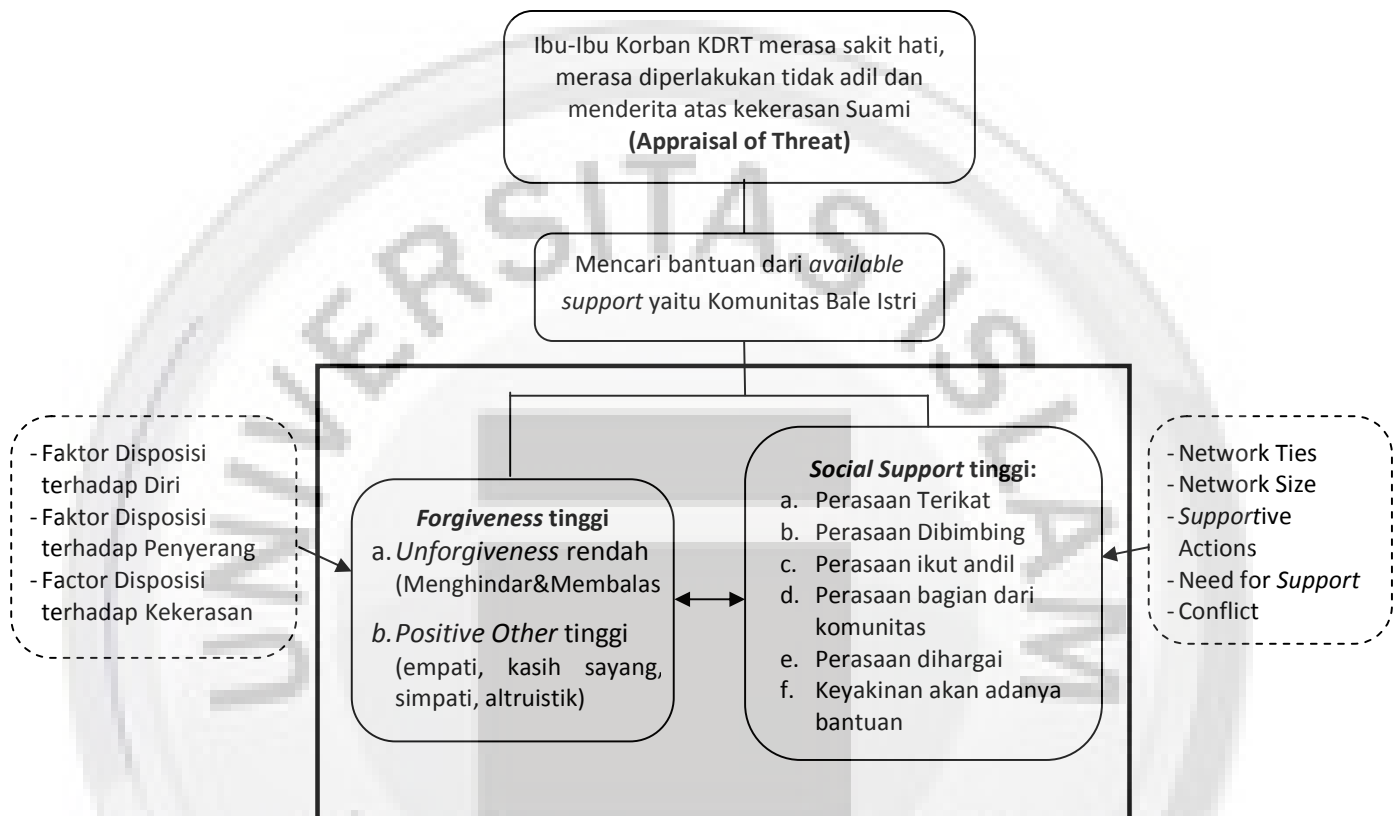 Ibu-Ibu Korban KDRT merasa sakit hati,
merasa diperlakukan tidak adil dan
menderita atas kekerasan Suami
(Appraisal of Threat)
Mencari bantuan dari available
support yaitu Komunitas Bale Istri
- Faktor Disposisi
terhadap Diri
- Faktor Disposisi
terhadap Penyerang
- Factor Disposisi
terhadap Kekerasan
Forgiveness tinggi
a. Unforgiveness rendah
(Menghindar&Membalas
b. Positive Other tinggi
(empati, kasih sayang,
simpati, altruistik)
Social Support tinggi:
a. Perasaan Terikat
b. Perasaan Dibimbing
c. Perasaan ikut andil
d. Perasaan bagian dari
komunitas
e. Perasaan dihargai
f. Keyakinan akan adanya
bantuan
- Network Ties
- Network Size
- Supportive
Actions
- Need for Support
- Conflict
UNIVERSITAS ISLAM